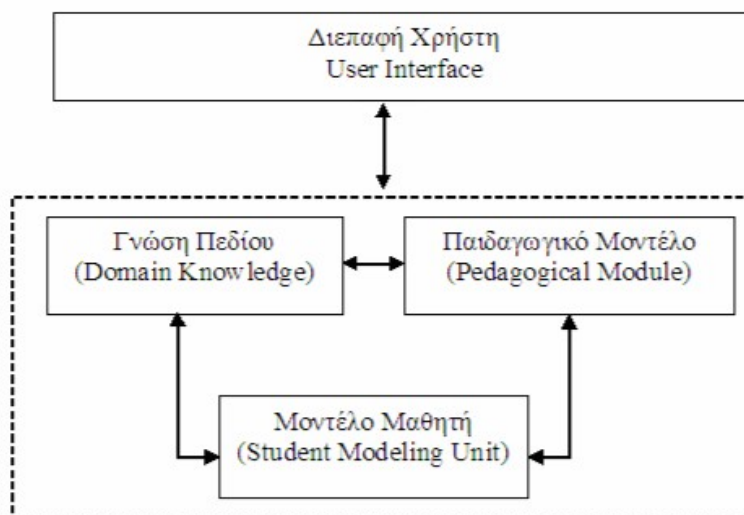 Διεπαφή Χρήστη
User Interface
Γνώση Πεδίου
(Domain Knowledge)
Παιδαγωγικό Μοντέλο
(Pedagogical Module)
Μοντέλο Μαθητή
(Student Modeling Unit)